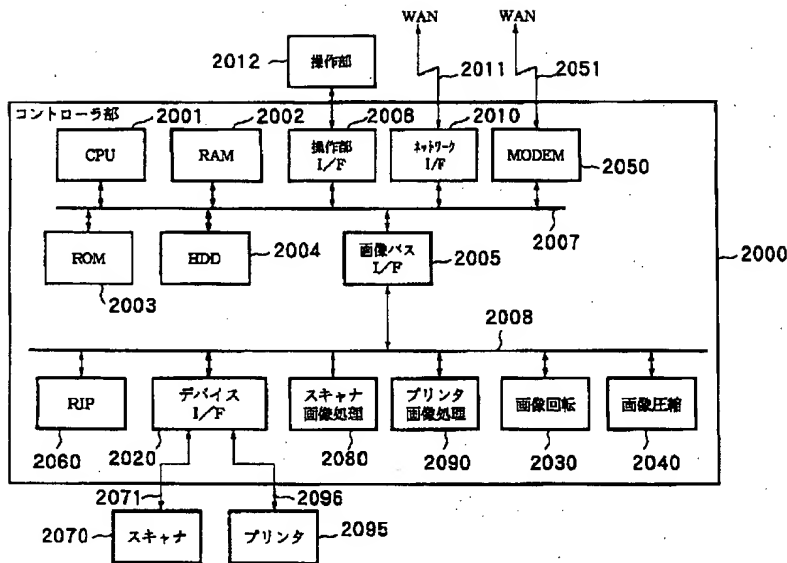 WAN
WAN
2012
操作部
2011
2051
コントローラ部
2001
2002
2006
2010
CPU
RAM
操作部
I/F
ネットワーク
I/F
MODEM
2050
2007
ROM
HDD
2004
画像バス
I/F
2005
2000
2003
2008
RIP
デバイス
I/F
スキャナ
画像処理
プリンタ
画像処理
画像回転
画像圧縮
2060
2020
2080
2090
2030
2040
2071
2096
2070
スキャナ
プリンタ
2095